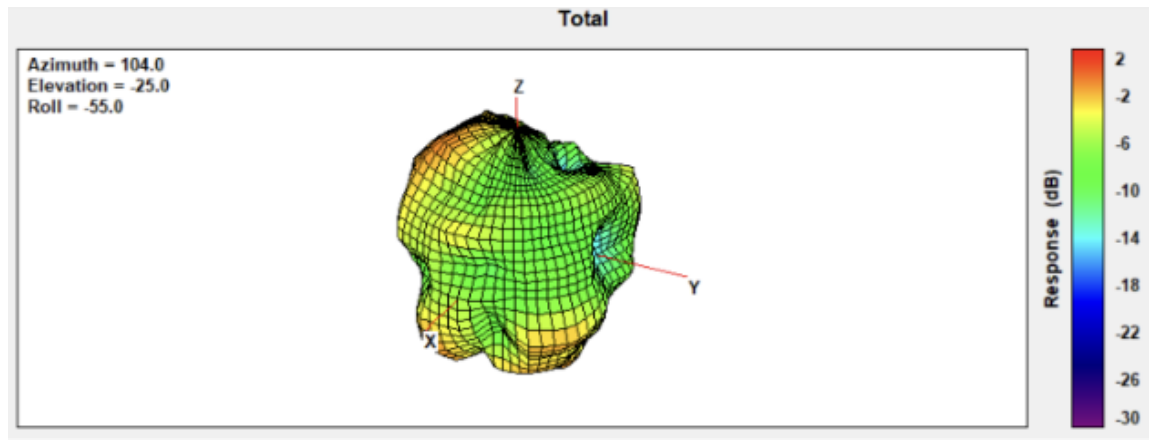 Total
Azimuth = 104.0
Elevation = -25.0
Roll = -55.0
Z
Y
X
2
-2
-6
-10
-14
-18
-22
-26
-30
Response (dB)